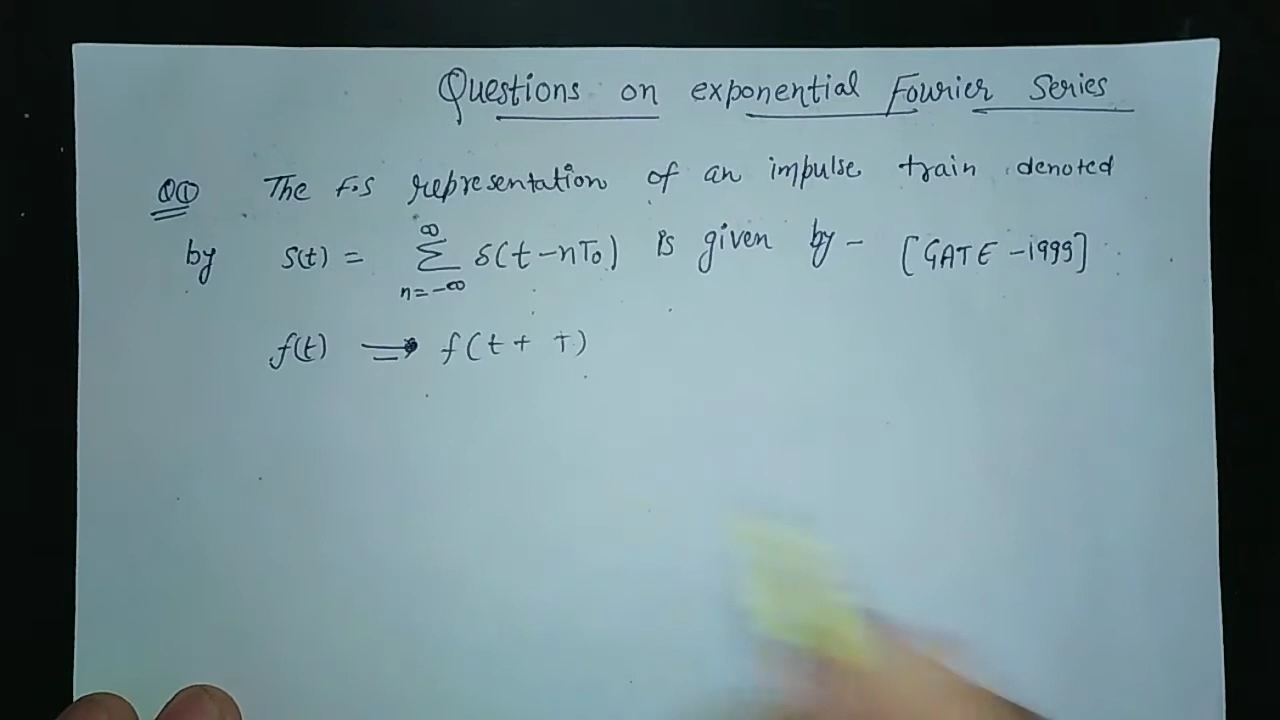 Questions on exponential Fourier Series
Q① The F.S representation of an impulse train denoted
by s(t) = ∞ Σ n=-∞ δ(t-nT₀) is given by - [GATE -1999]
f(t) ⇒ f(t + T)